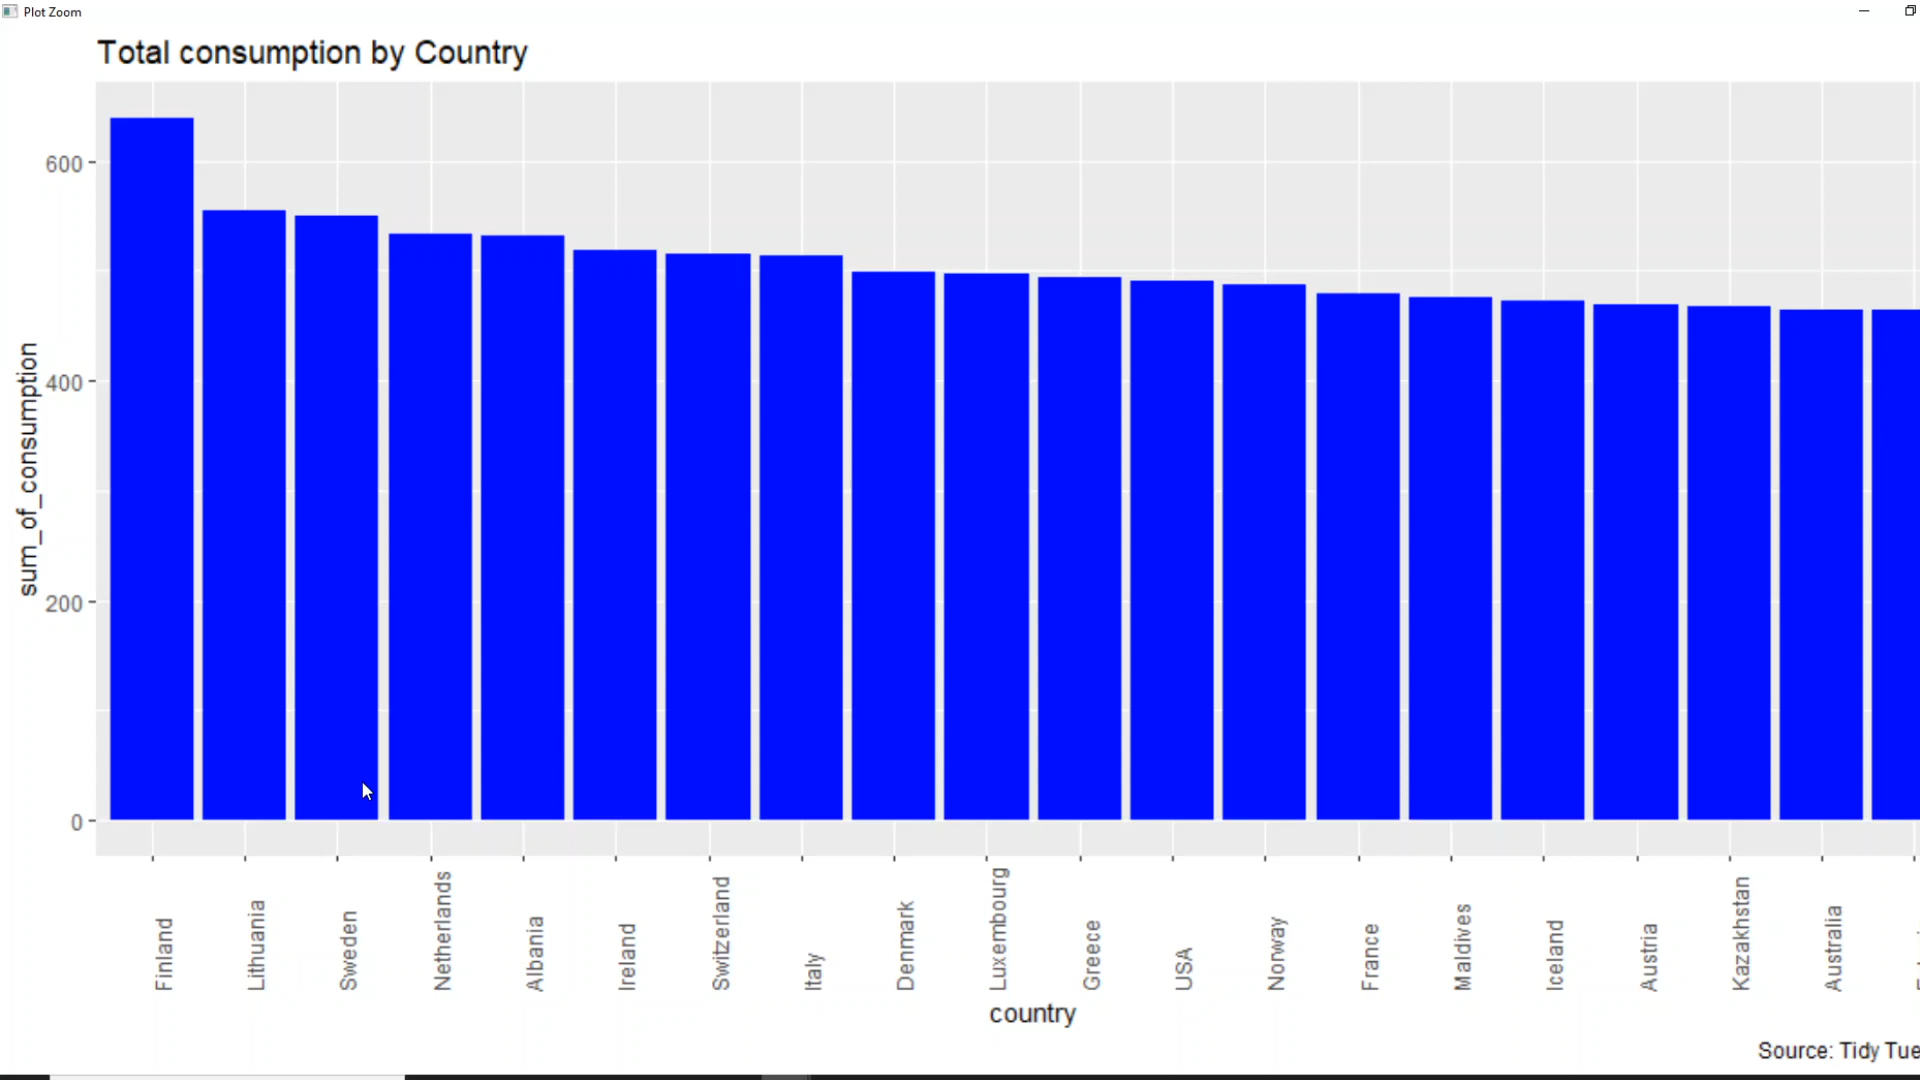 Plot Zoom
Total consumption by Country
600
400
200
0
sum_of_consumption
Finland
Lithuania
Sweden
Netherlands
Albania
Ireland
Switzerland
Italy
Denmark
Luxembourg
Greece
USA
Norway
France
Maldives
Iceland
Austria
Kazakhstan
Australia
country
Source: Tidy Tue